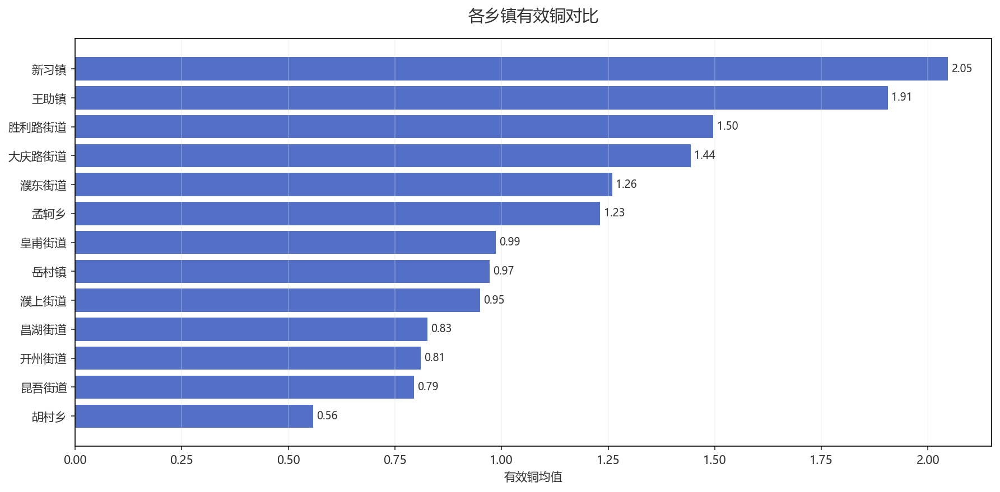 各乡镇有效铜对比
新习镇 2.05
王助镇 1.91
胜利路街道 1.50
大庆路街道 1.44
濮东街道 1.26
孟轲乡 1.23
皇甫街道 0.99
岳村镇 0.97
濮上街道 0.95
昌湖街道 0.83
开州街道 0.81
昆吾街道 0.79
胡村乡 0.56
0.00 0.25 0.50 0.75 1.00 1.25 1.50 1.75 2.00
有效铜均值